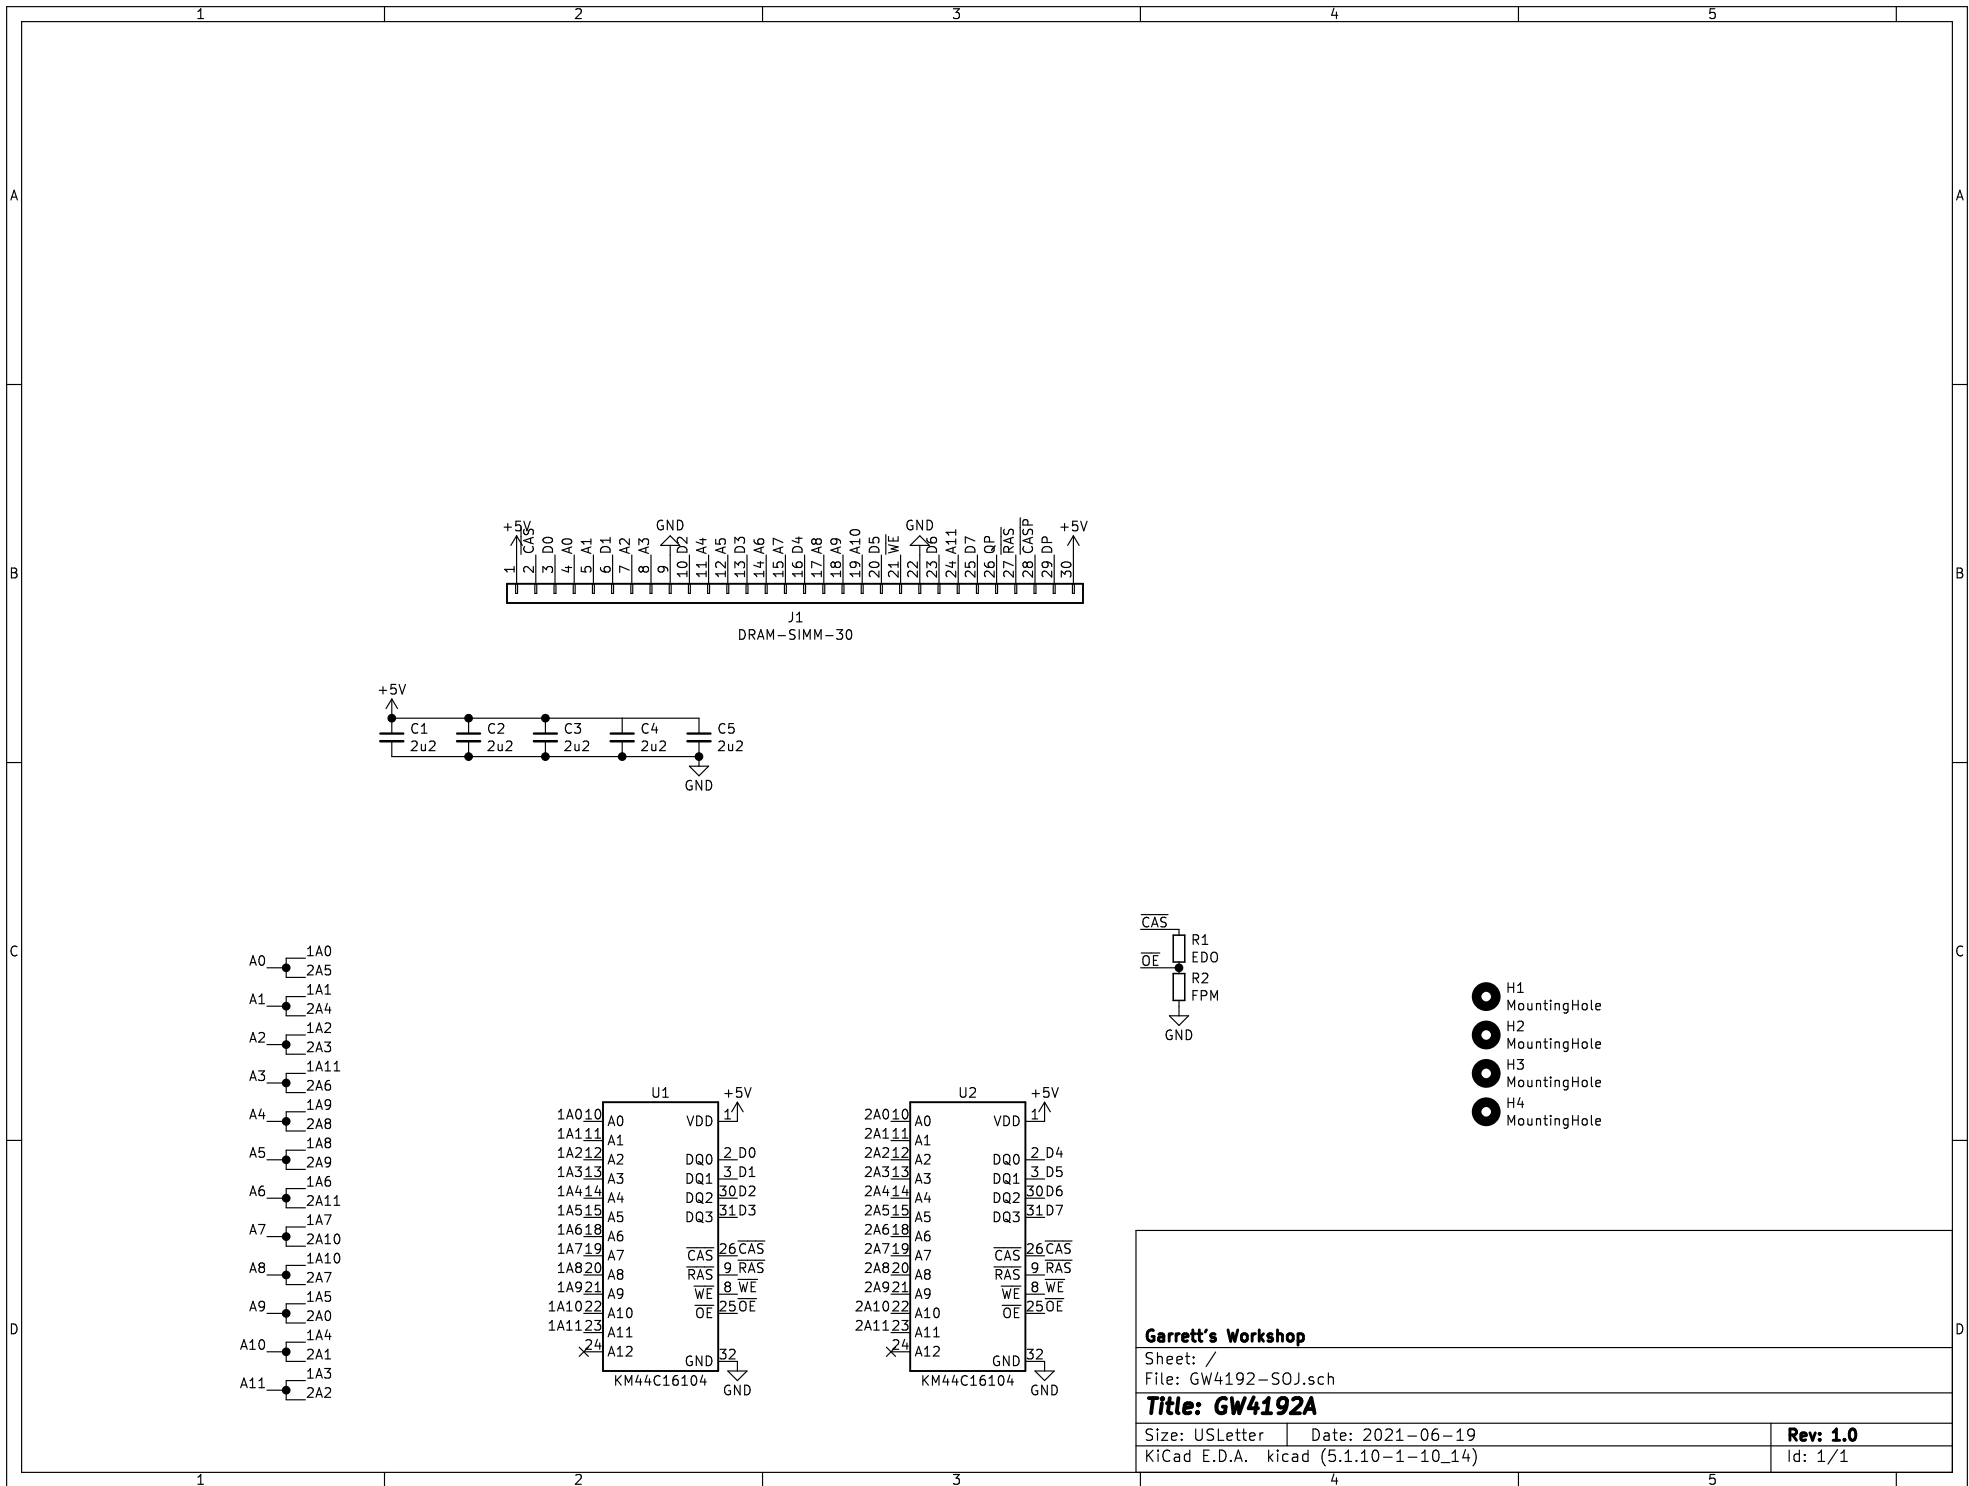 1 2 3 4 5
A A
+5V CAS D0 A0 A1 D1 A2 A3 GND D2 A4 A5 D3 A6 A7 D4 A8 A9 A10 D5 WE GND D6 A11 D7 QP RAS CASP DP +5V
B 1 2 3 4 5 6 7 8 9 10 11 12 13 14 15 16 17 18 19 20 21 22 23 24 25 26 27 28 29 30 B
J1
DRAM-SIMM-30
+5V
C1 C2 C3 C4 C5
2u2 2u2 2u2 2u2 2u2
GND
C C
A0 1A0
2A5
A1 1A1
2A4
A2 1A2
2A3
A3 1A11
2A6
A4 1A9
2A8
A5 1A8
2A9
A6 1A6
2A11
A7 1A7
2A10
A8 1A10
2A7
A9 1A5
2A0
A10 1A4
2A1
A11 1A3
2A2
U1 +5V
1A0 10 A0 VDD 1
1A1 11 A1
1A2 12 A2 DQ0 2 D0
1A3 13 A3 DQ1 3 D1
1A4 14 A4 DQ2 30 D2
1A5 15 A5 DQ3 31 D3
1A6 18 A6
1A7 19 A7 CAS 26 CAS
1A8 20 A8 RAS 9 RAS
1A9 21 A9 WE 8 WE
1A10 22 A10 OE 25 OE
1A11 23 A11
24 A12 GND 32
KM44C16104 GND
U2 +5V
2A0 10 A0 VDD 1
2A1 11 A1
2A2 12 A2 DQ0 2 D4
2A3 13 A3 DQ1 3 D5
2A4 14 A4 DQ2 30 D6
2A5 15 A5 DQ3 31 D7
2A6 18 A6
2A7 19 A7 CAS 26 CAS
2A8 20 A8 RAS 9 RAS
2A9 21 A9 WE 8 WE
2A10 22 A10 OE 25 OE
2A11 23 A11
24 A12 GND 32
KM44C16104 GND
CAS
R1
OE EDO
R2
FPM
GND
H1
MountingHole
H2
MountingHole
H3
MountingHole
H4
MountingHole
D D
Garrett's Workshop
Sheet: /
File: GW4192-SOJ.sch
Title: GW4192A
Size: USLetter Date: 2021-06-19 Rev: 1.0
KiCad E.D.A. kicad (5.1.10-1-10_14) Id: 1/1
1 2 3 4 5